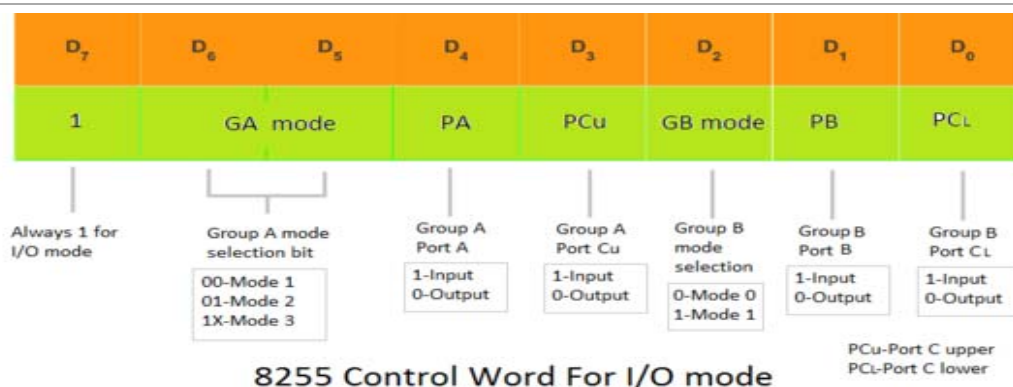 D7 D6 D5 D4 D3 D2 D1 D0
1 GA mode PA PCu GB mode PB PCL
Always 1 for
I/O mode
Group A mode
selection bit
00-Mode 1
01-Mode 2
1X-Mode 3
Group A
Port A
1-Input
0-Output
Group A
Port Cu
1-Input
0-Output
Group B
mode
selection
0-Mode 0
1-Mode 1
Group B
Port B
1-Input
0-Output
Group B
Port CL
1-Input
0-Output
PCu-Port C upper
PCL-Port C lower
8255 Control Word For I/O mode